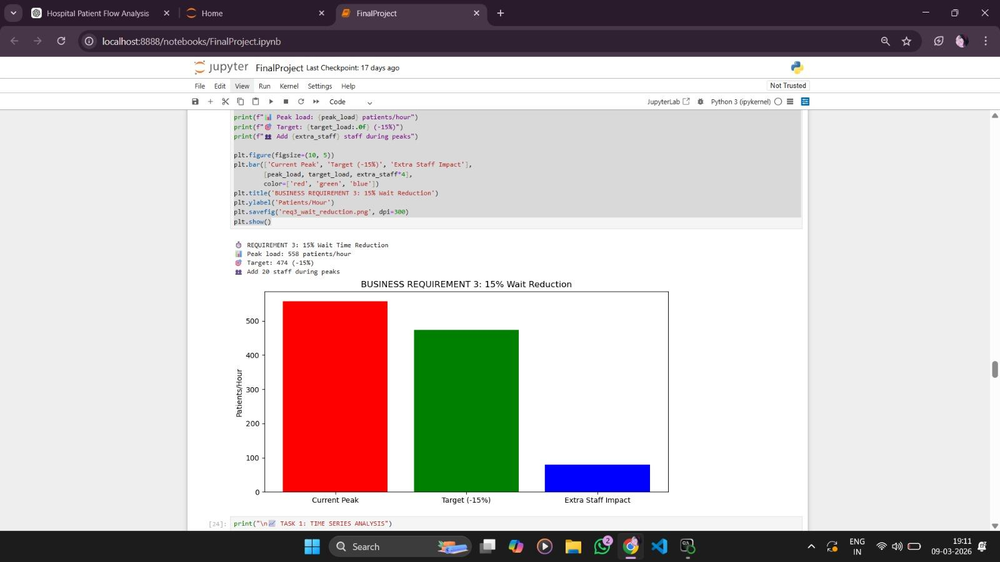 Hospital Patient Flow Analysis
Home
FinalProject
localhost:8888/notebooks/FinalProject.ipynb
jupyter FinalProject Last Checkpoint: 17 days ago
File Edit View Run Kernel Settings Help
Not Trusted
Code
JupyterLab
Python 3 (ipykernel)
print(f"📊 Peak load: {peak_load} patients/hour")
print(f"🎯 Target: {target_load:.0f} (-15%)")
print(f"👥 Add {extra_staff} staff during peaks")
plt.figure(figsize=(10, 5))
plt.bar(['Current Peak', 'Target (-15%)', 'Extra Staff Impact'],
[peak_load, target_load, extra_staff*4],
color=['red', 'green', 'blue'])
plt.title('BUSINESS REQUIREMENT 3: 15% Wait Reduction')
plt.ylabel('Patients/Hour')
plt.savefig('req3_wait_reduction.png', dpi=300)
plt.show()
⏱ REQUIREMENT 3: 15% Wait Time Reduction
📊 Peak load: 558 patients/hour
🎯 Target: 474 (-15%)
👥 Add 20 staff during peaks
BUSINESS REQUIREMENT 3: 15% Wait Reduction
Patients/Hour
500
400
300
200
100
0
Current Peak
Target (-15%)
Extra Staff Impact
[24]:
print("\n📈 TASK 1: TIME SERIES ANALYSIS")
Search
2
ENG
IN
19:11
09-03-2026